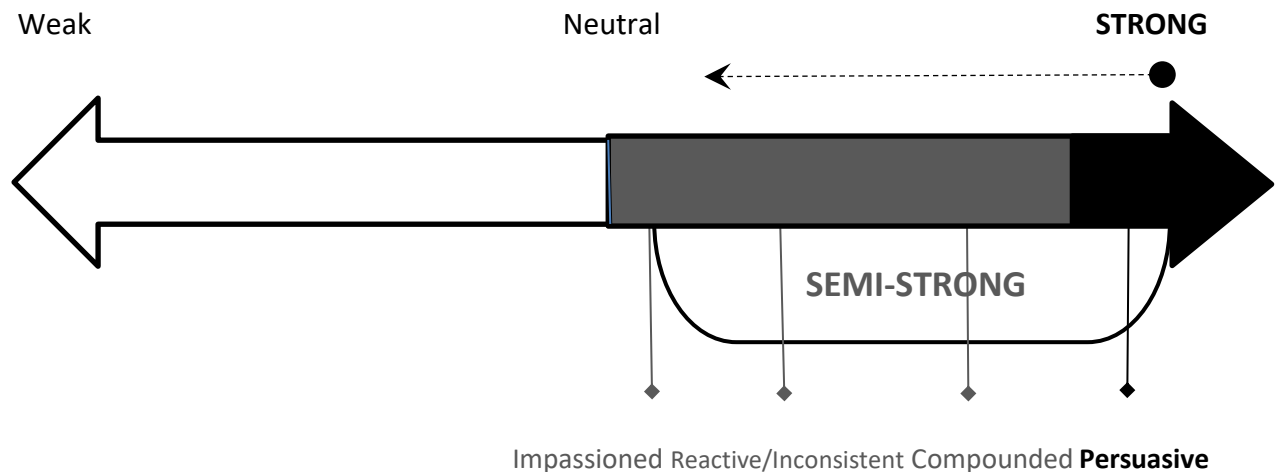 Weak Neutral STRONG
SEMI-STRONG
Impassioned Reactive/Inconsistent Compounded Persuasive